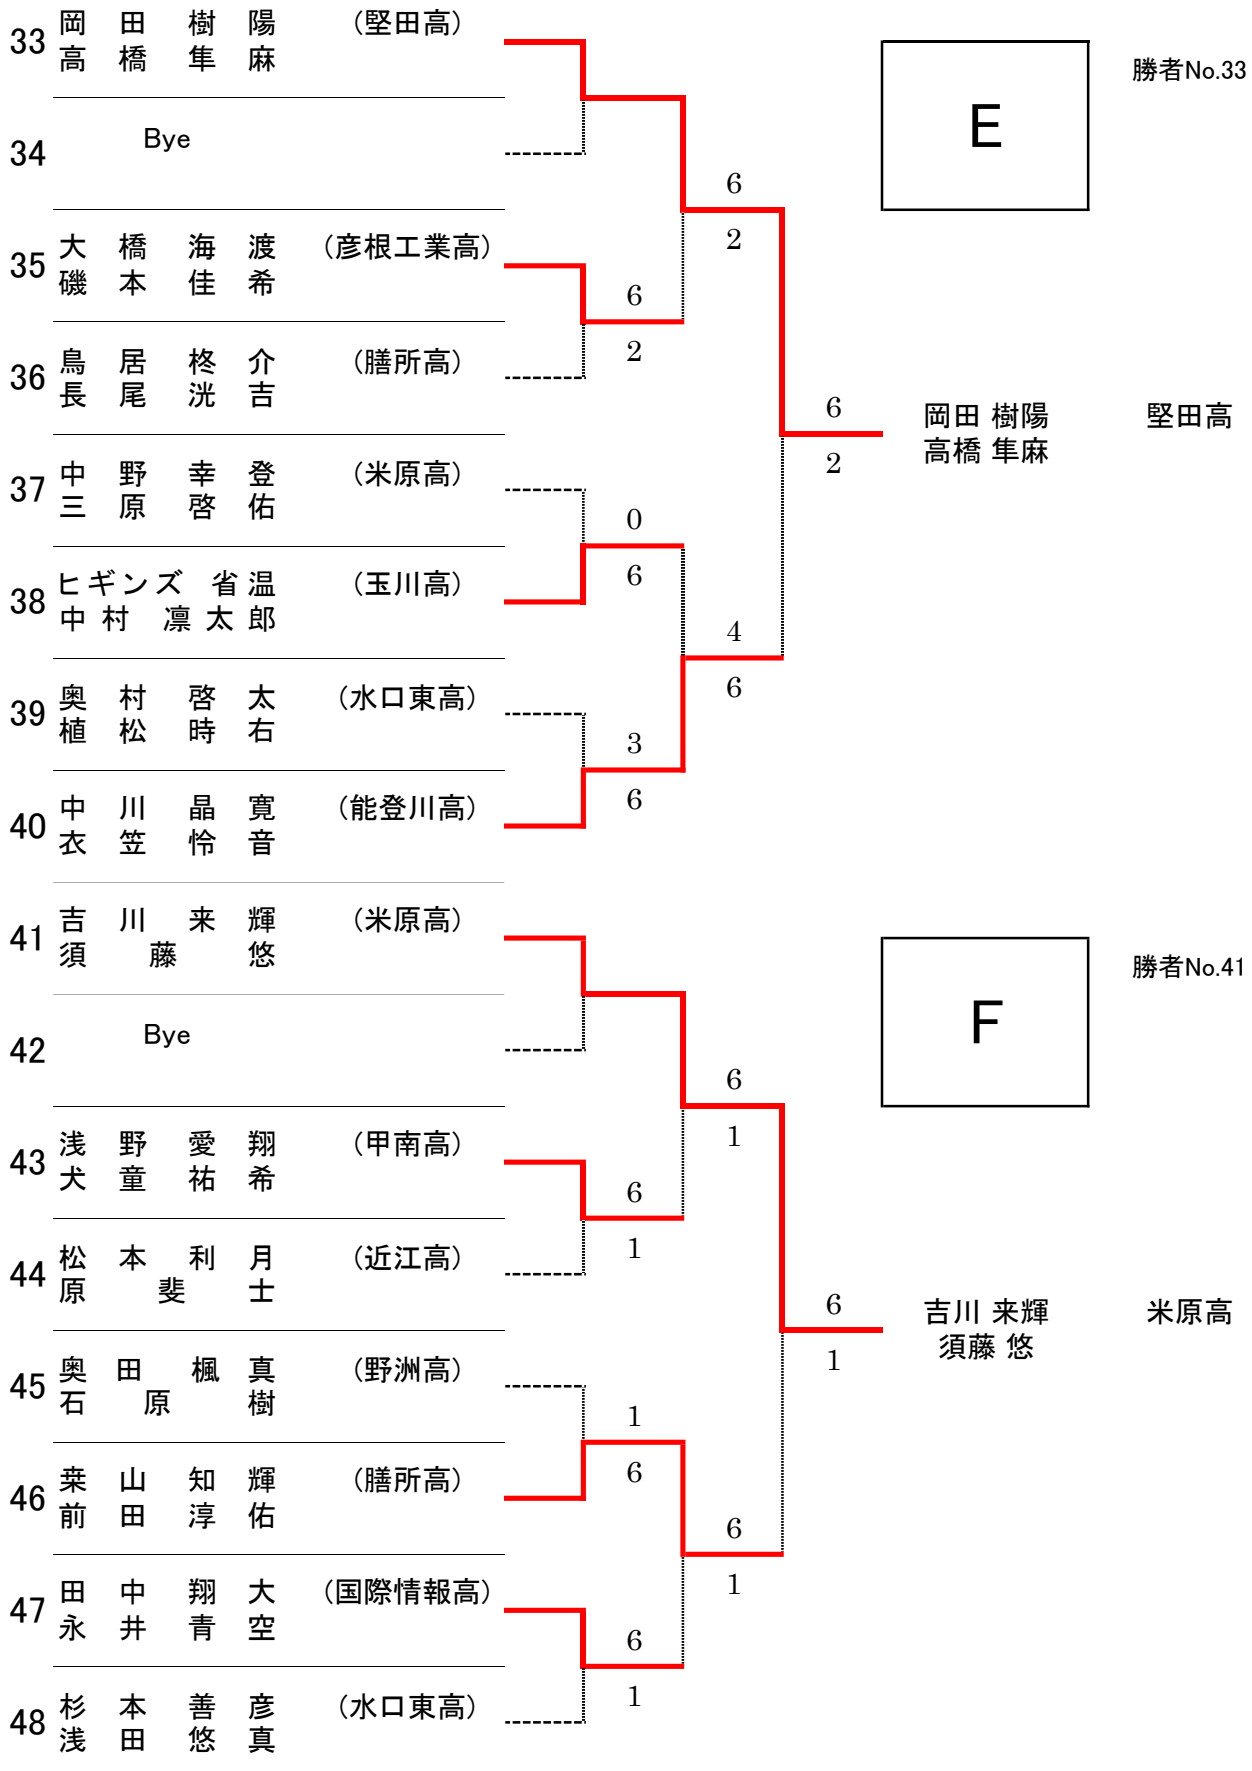 33 岡田樹陽 （堅田高）
高橋隼麻
34 Bye
35 大橋海渡 （彦根工業高）
磯本佳希
36 鳥居柊介 （膳所高）
長尾洸吉
37 中野幸登 （米原高）
三原啓佑
38 ヒギンズ 省温 （玉川高）
中村 凛太郎
39 奥村啓太 （水口東高）
植松時右
40 中川晶寛 （能登川高）
衣笠怜音
41 吉川来輝 （米原高）
須藤悠
42 Bye
43 浅野愛翔 （甲南高）
犬童祐希
44 松本利月 （近江高）
原斐士
45 奥田楓真 （野洲高）
石原樹
46 桒山知輝 （膳所高）
前田淳佑
47 田中翔大 （国際情報高）
永井青空
48 杉本善彦 （水口東高）
浅田悠真
6
2
0
6
3
6
6
1
1
6
6
1
6
2
4
6
6
1
6
1
6
2
6
1
E
勝者No.33
岡田 樹陽 堅田高
高橋 隼麻
F
勝者No.41
吉川 来輝 米原高
須藤 悠